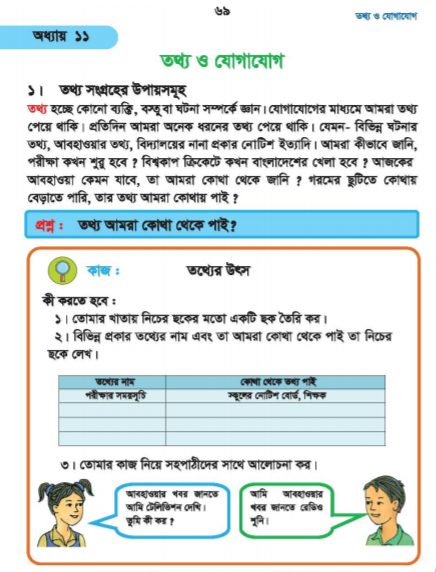 ৬৯
তথ্য ও যোগাযোগ
অধ্যায় ১১
তথ্য ও যোগাযোগ
১। তথ্য সংগ্রহের উপায়সমূহ
তথ্য হচ্ছে কোনো ব্যক্তি, বস্তু বা ঘটনা সম্পর্কে জ্ঞান। যোগাযোগের মাধ্যমে আমরা তথ্য
পেয়ে থাকি। প্রতিদিন আমরা অনেক ধরনের তথ্য পেয়ে থাকি। যেমন- বিভিন্ন ঘটনার
তথ্য, আবহাওয়ার তথ্য, বিদ্যালয়ের নানা প্রকার নোটিশ ইত্যাদি। আমরা কীভাবে জানি,
পরীক্ষা কখন শুরু হবে ? বিশ্বকাপ ক্রিকেটে কখন বাংলাদেশের খেলা হবে ? আজকের
আবহাওয়া কেমন যাবে, তা আমরা কোথা থেকে জানি ? গরমের ছুটিতে কোথায়
বেড়াতে পারি, তার তথ্য আমরা কোথায় পাই ?
প্রশ্ন : তথ্য আমরা কোথা থেকে পাই?
কাজ : তথ্যের উৎস
কী করতে হবে :
১। তোমার খাতায় নিচের ছকের মতো একটি ছক তৈরি কর।
২। বিভিন্ন প্রকার তথ্যের নাম এবং তা আমরা কোথা থেকে পাই তা নিচের
ছকে লেখ।
তথ্যের নাম কোথা থেকে তথ্য পাই
পরীক্ষার সময়সূচি স্কুলের নোটিশ বোর্ড, শিক্ষক
৩। তোমার কাজ নিয়ে সহপাঠীদের সাথে আলোচনা কর।
আবহাওয়ার খবর জানতে
আমি টেলিভিশন দেখি।
তুমি কী কর ?
আমি আবহাওয়ার
খবর জানতে রেডিও
শুনি।